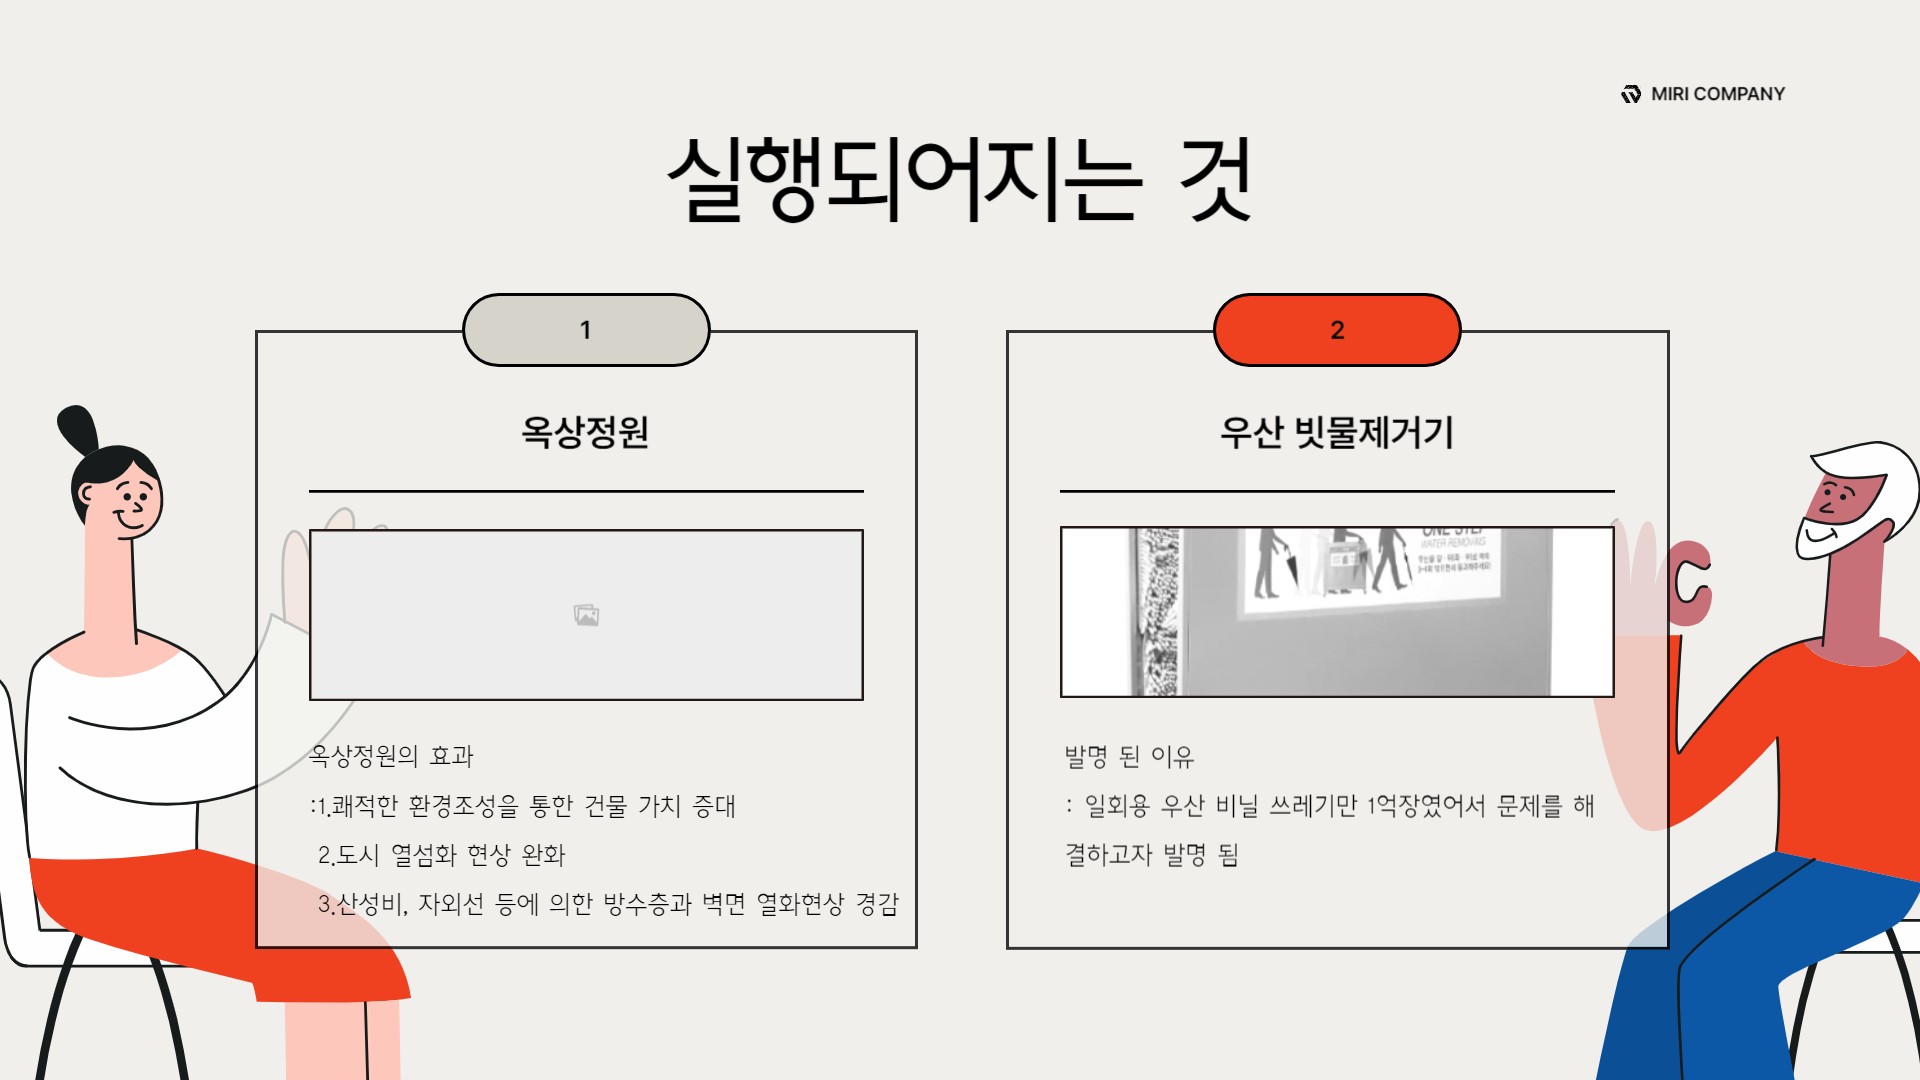 MIRI COMPANY
실행되어지는 것
1
옥상정원
옥상정원의 효과
:1.쾌적한 환경조성을 통한 건물 가치 증대
2.도시 열섬화 현상 완화
3.산성비, 자외선 등에 의한 방수층과 벽면 열화현상 경감
2
우산 빗물제거기
ONE STEP
WATER REMOVING
발명 된 이유
: 일회용 우산 비닐 쓰레기만 1억장였어서 문제를 해
결하고자 발명 됨